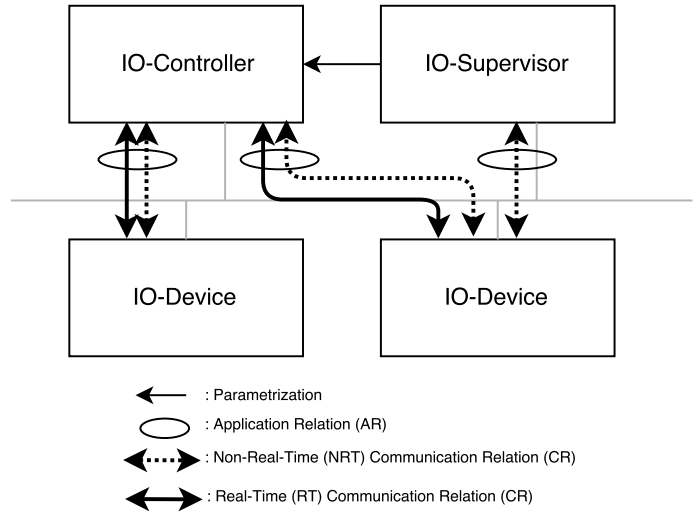 IO-Controller
IO-Supervisor
IO-Device
IO-Device
: Parametrization
: Application Relation (AR)
: Non-Real-Time (NRT) Communication Relation (CR)
: Real-Time (RT) Communication Relation (CR)